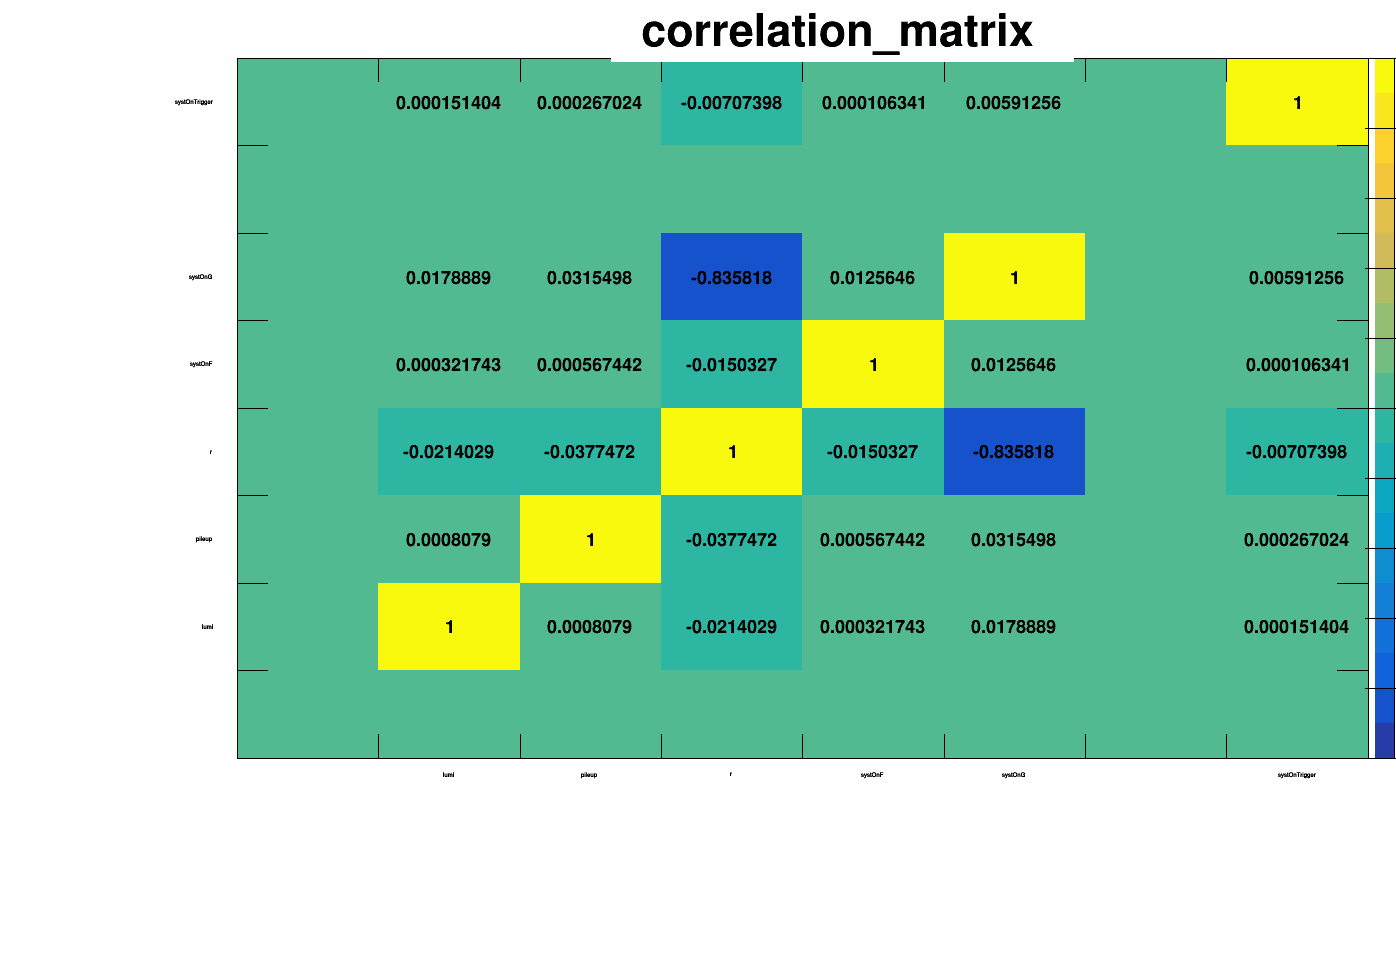 correlation_matrix
systOnTrigger 0.000151404 0.000267024 -0.00707398 0.000106341 0.00591256 1
systOnG 0.0178889 0.0315498 -0.835818 0.0125646 1 0.00591256
systOnF 0.000321743 0.000567442 -0.0150327 1 0.0125646 0.000106341
r -0.0214029 -0.0377472 1 -0.0150327 -0.835818 -0.00707398
pileup 0.0008079 1 -0.0377472 0.000567442 0.0315498 0.000267024
lumi 1 0.0008079 -0.0214029 0.000321743 0.0178889 0.000151404
lumi pileup r systOnF systOnG systOnTrigger